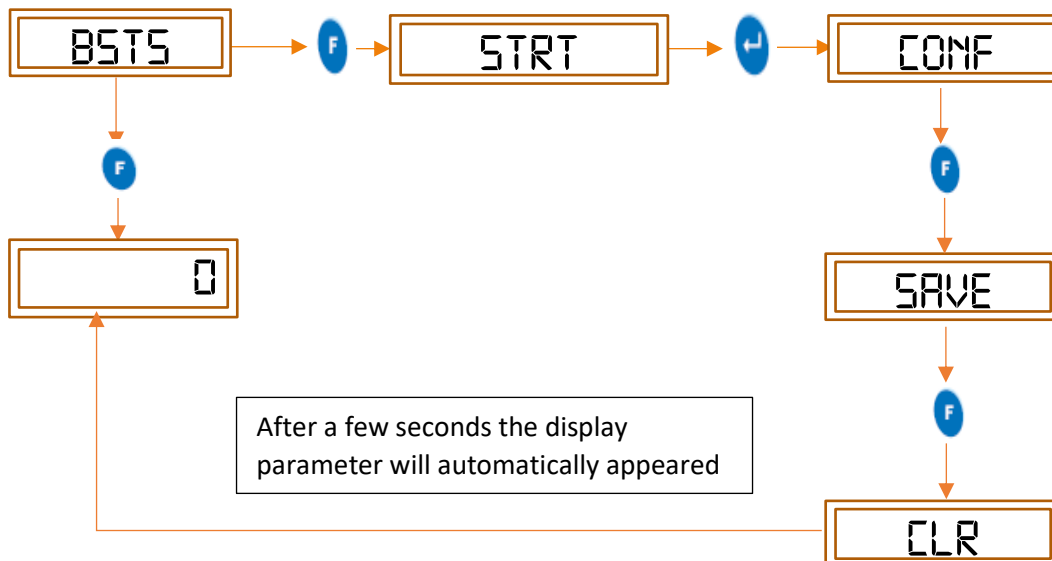 BSTS
F
STRT
CONF
F
F
0
SAVE
After a few seconds the display
parameter will automatically appeared
F
CLR